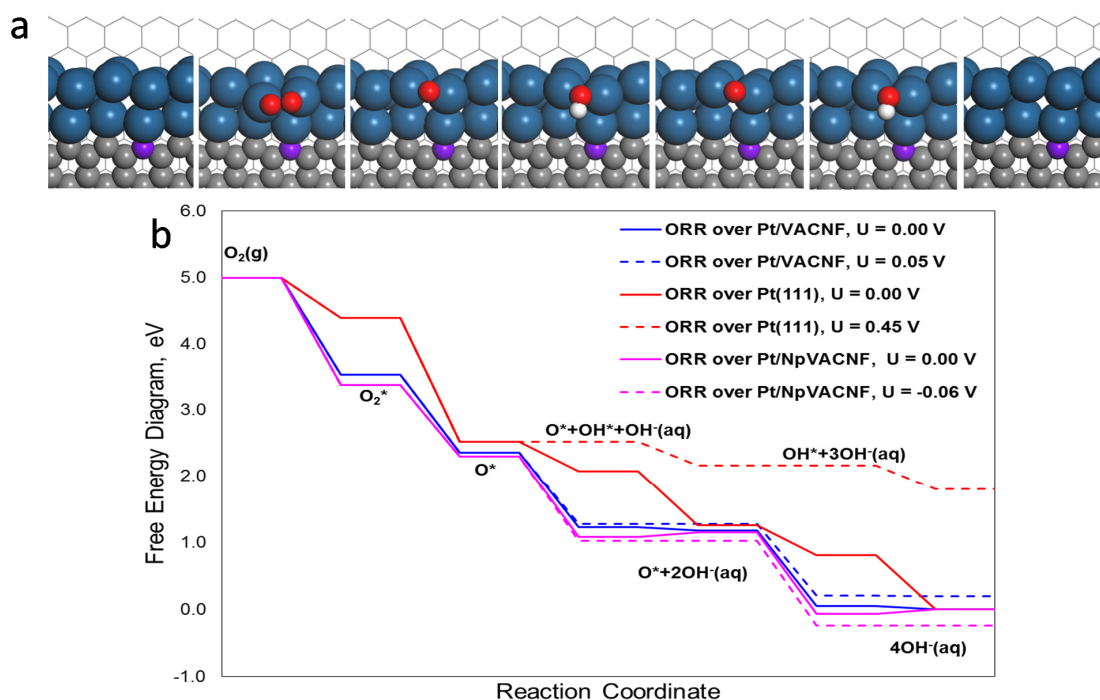 a
b
6.0
5.0
4.0
3.0
2.0
1.0
0.0
-1.0
Free Energy Diagram, eV
Reaction Coordinate
ORR over Pt/VACNF, U = 0.00 V
ORR over Pt/VACNF, U = 0.05 V
ORR over Pt(111), U = 0.00 V
ORR over Pt(111), U = 0.45 V
ORR over Pt/NpVACNF, U = 0.00 V
ORR over Pt/NpVACNF, U = -0.06 V
O₂(g)
O₂*
O*
O*+OH*+OH⁻(aq)
OH*+3OH⁻(aq)
O*+2OH⁻(aq)
4OH⁻(aq)